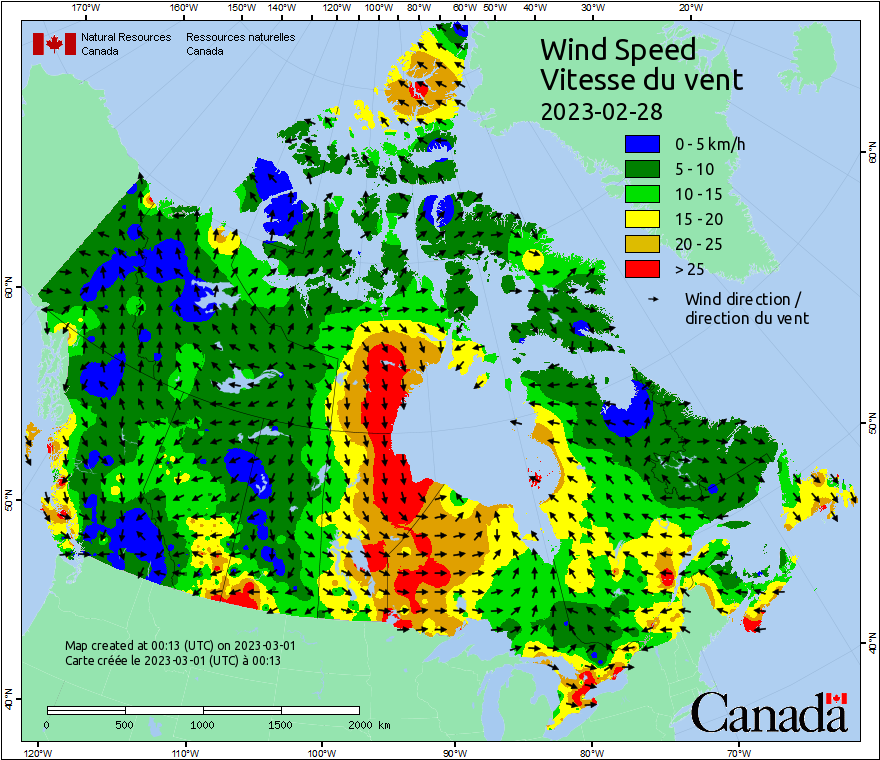 170°W 160°W 150°W 140°W 130°W 120°W 110°W 100°W 90°W 80°W 70°W 60°W 50°W 40°W 30°W 20°W
Natural Resources Ressources naturelles
Canada Canada
Wind Speed
Vitesse du vent
2023-02-28
0 - 5 km/h
5 - 10
10 - 15
15 - 20
20 - 25
> 25
Wind direction /
direction du vent
60°N
60°N
50°N
50°N
40°N
40°N
Map created at 00:13 (UTC) on 2023-03-01
Carte créée le 2023-03-01 (UTC) à 00:13
0 500 1000 1500 2000 km
Canada
120°W 110°W 100°W 90°W 80°W 70°W